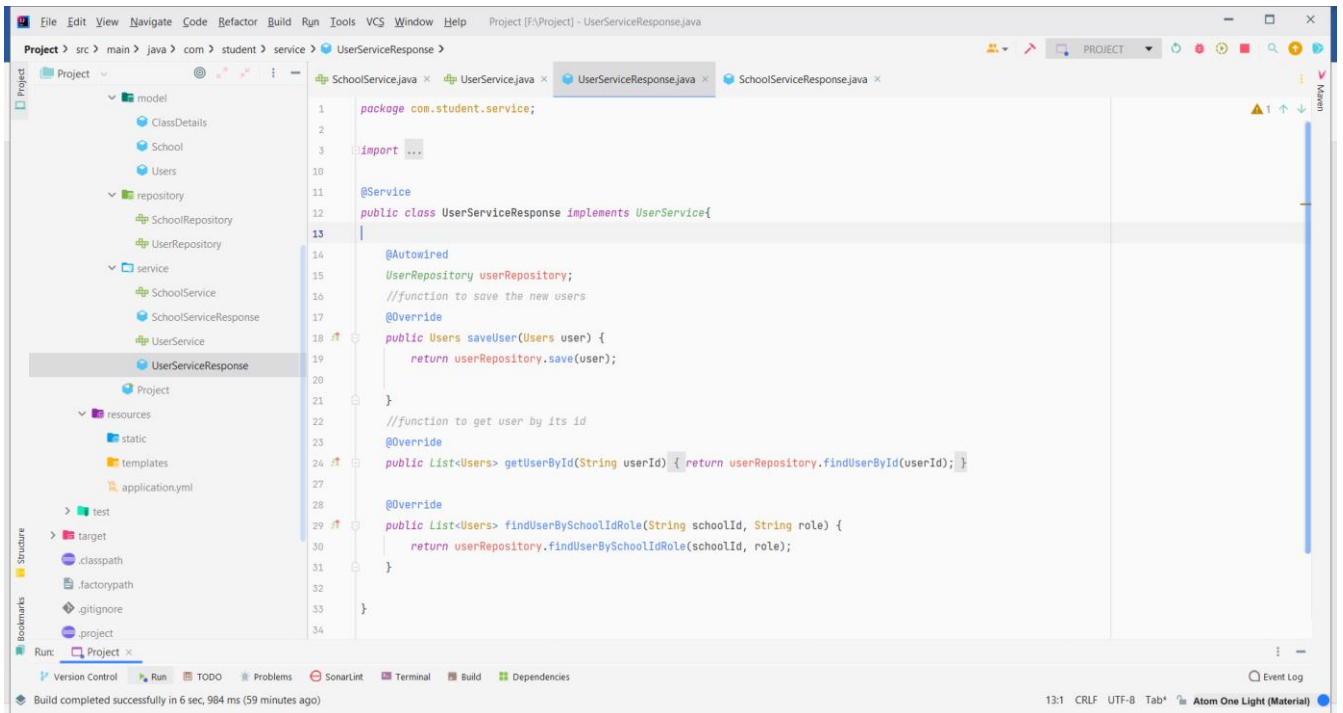 File Edit View Navigate Code Refactor Build Run Tools VCS Window Help Project [F:\Project] - UserServiceResponse.java
Project > src > main > java > com > student > service > UserServiceResponse > PROJECT
Project
SchoolService.java × UserService.java × UserServiceResponse.java × SchoolServiceResponse.java ×
Project
Maven
model
ClassDetails
School
Users
repository
SchoolRepository
UserRepository
service
SchoolService
SchoolServiceResponse
UserService
UserServiceResponse
Project
resources
static
templates
application.yml
test
target
.classpath
.factorypath
.gitignore
.project
Structure
Bookmarks
1 package com.student.service;
2
3 import ...
10
11 @Service
12 public class UserServiceResponse implements UserService{
13
14 @Autowired
15 UserRepository userRepository;
16 //function to save the new users
17 @Override
18 public Users saveUser(Users user) {
19 return userRepository.save(user);
20
21 }
22 //function to get user by its id
23 @Override
24 public List<Users> getUserById(String userId) { return userRepository.findUserById(userId); }
27
28 @Override
29 public List<Users> findUserBySchoolIdRole(String schoolId, String role) {
30 return userRepository.findUserBySchoolIdRole(schoolId, role);
31 }
32
33 }
34
1
Run: Project ×
Version Control Run TODO Problems SonarLint Terminal Build Dependencies Event Log
Build completed successfully in 6 sec, 984 ms (59 minutes ago) 13:1 CRLF UTF-8 Tab* Atom One Light (Material)